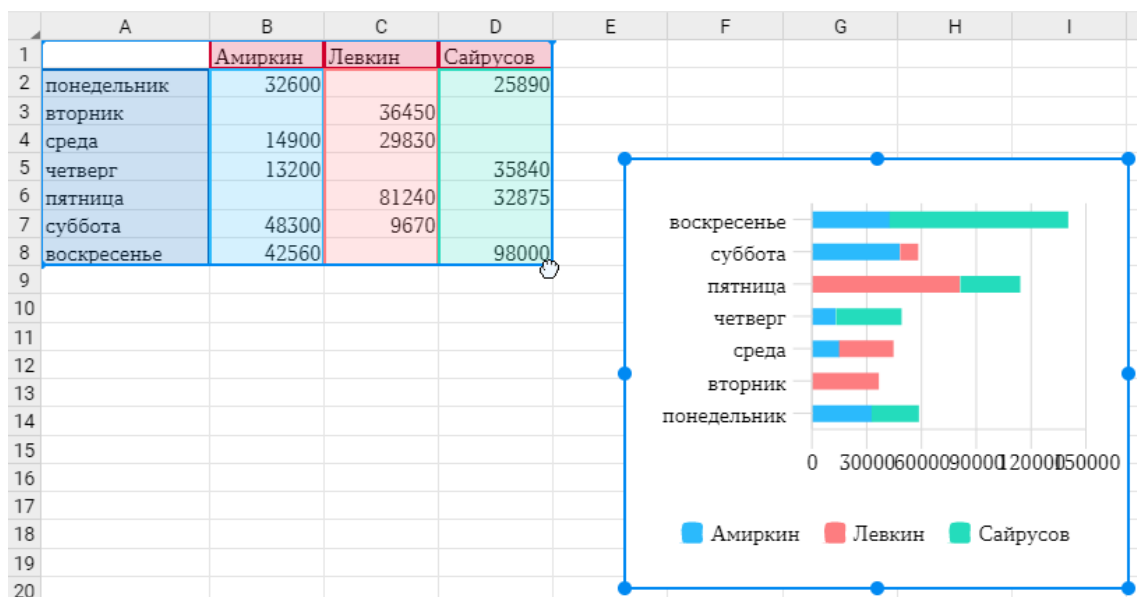 A B C D E F G H I
1 Амиркин Левкин Сайрусов
2 понедельник 32600 25890
3 вторник 36450
4 среда 14900 29830
5 четверг 13200 35840
6 пятница 81240 32875
7 суббота 48300 9670
8 воскресенье 42560 98000
9
10
11
12
13
14
15
16
17
18
19
20
воскресенье
суббота
пятница
четверг
среда
вторник
понедельник
0 30000 60000 90000 120000 150000
Амиркин Левкин Сайрусов